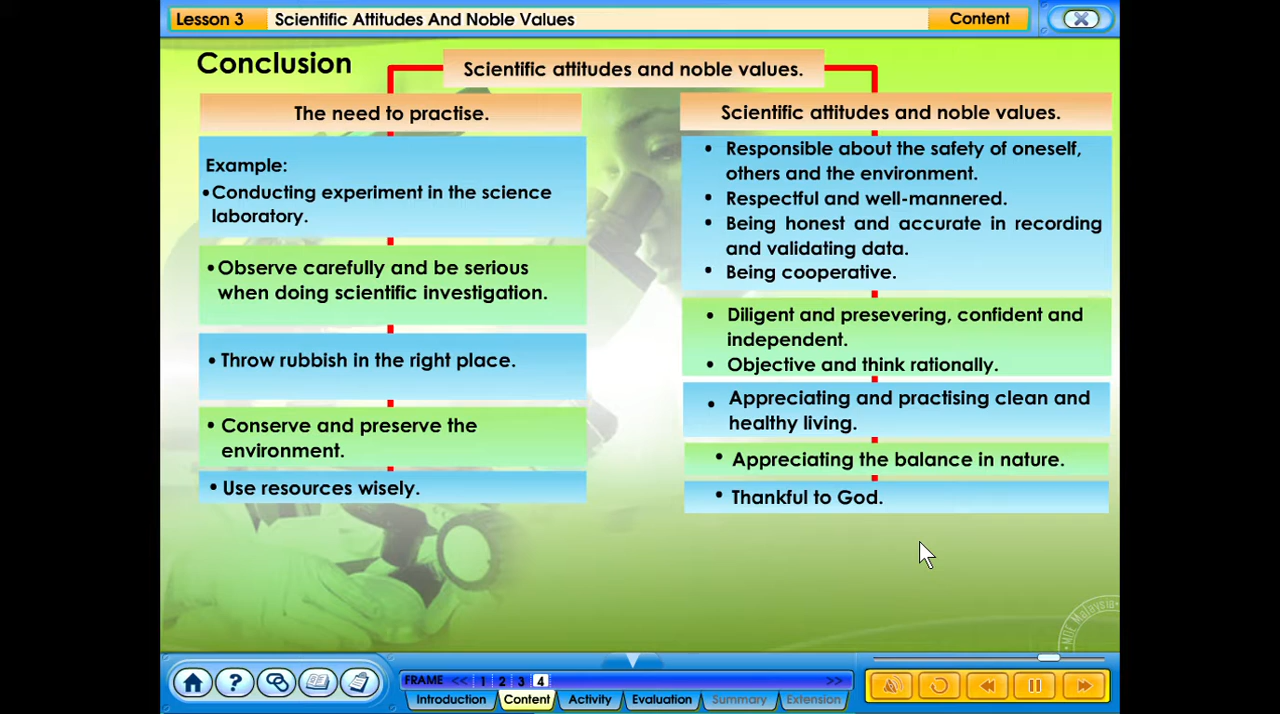 Lesson 3
Scientific Attitudes And Noble Values
Content
Conclusion
Scientific attitudes and noble values.
The need to practise.
Example:
•Conducting experiment in the science
laboratory.
•Observe carefully and be serious
when doing scientific investigation.
• Throw rubbish in the right place.
• Conserve and preserve the
environment.
• Use resources wisely.
Scientific attitudes and noble values.
• Responsible about the safety of oneself,
others and the environment.
• Respectful and well-mannered.
• Being honest and accurate in recording
and validating data.
• Being cooperative.
• Diligent and presevering, confident and
independent.
• Objective and think rationally.
• Appreciating and practising clean and
healthy living.
• Appreciating the balance in nature.
• Thankful to God.
MOE Malaysia
?
FRAME << 1 2 3 4 >>
Introduction Content Activity Evaluation Summary Extension